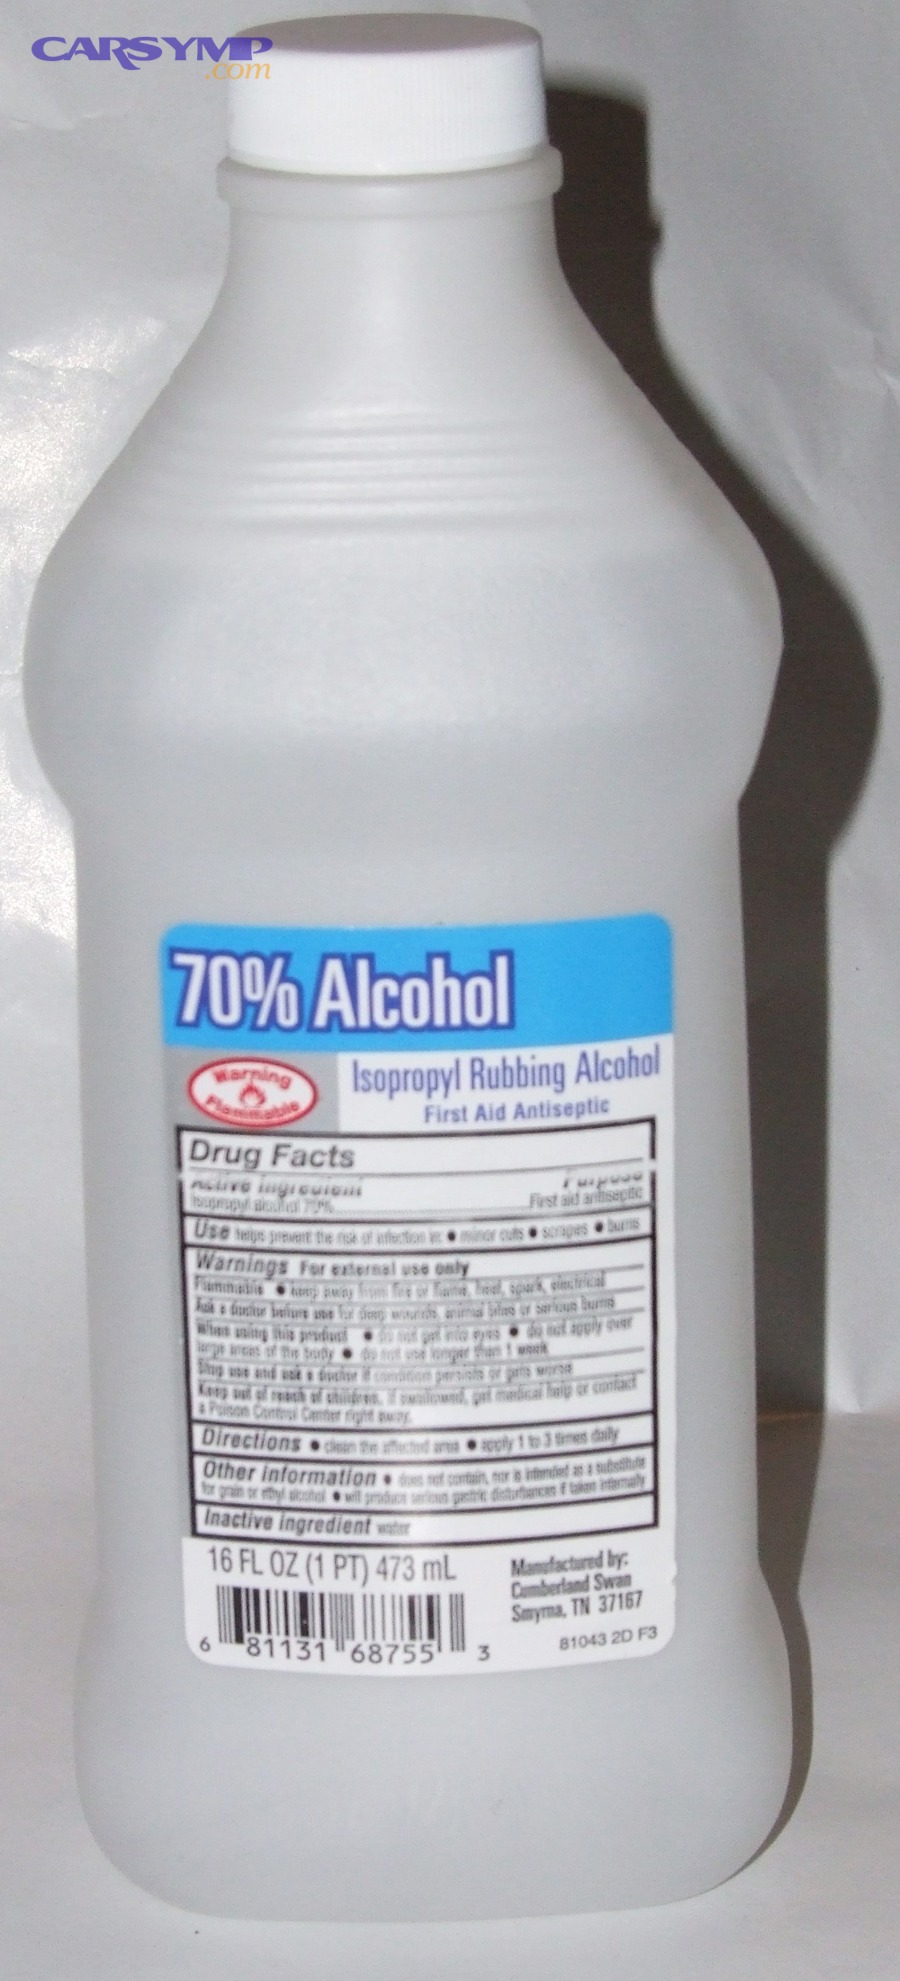 CARSYMP
.com
70% Alcohol
Warning
Flammable
Isopropyl Rubbing Alcohol
First Aid Antiseptic
Drug Facts
Active ingredient
Purpose
Isopropyl alcohol 70%
First aid antiseptic
Use helps prevent the risk of infection in: ● minor cuts ● scrapes ● burns
Warnings For external use only
Flammable ● keep away from fire or flame, heat, spark, electrical
Ask a doctor before use for deep wounds, animal bites or serious burns
When using this product ● do not get into eyes ● do not apply over
large areas of the body ● do not use longer than 1 week
Stop use and ask a doctor if condition persists or gets worse
Keep out of reach of children. If swallowed, get medical help or contact
a Poison Control Center right away.
Directions ● clean the affected area ● apply 1 to 3 times daily
Other information ● does not contain, nor is intended as a substitute
for grain or ethyl alcohol ● will produce serious gastric disturbances if taken internally
Inactive ingredient water
16 FL OZ (1 PT) 473 mL
Manufactured by:
Cumberland Swan
Smyrna, TN 37167
81043 2D F3
6 81131 68755 3